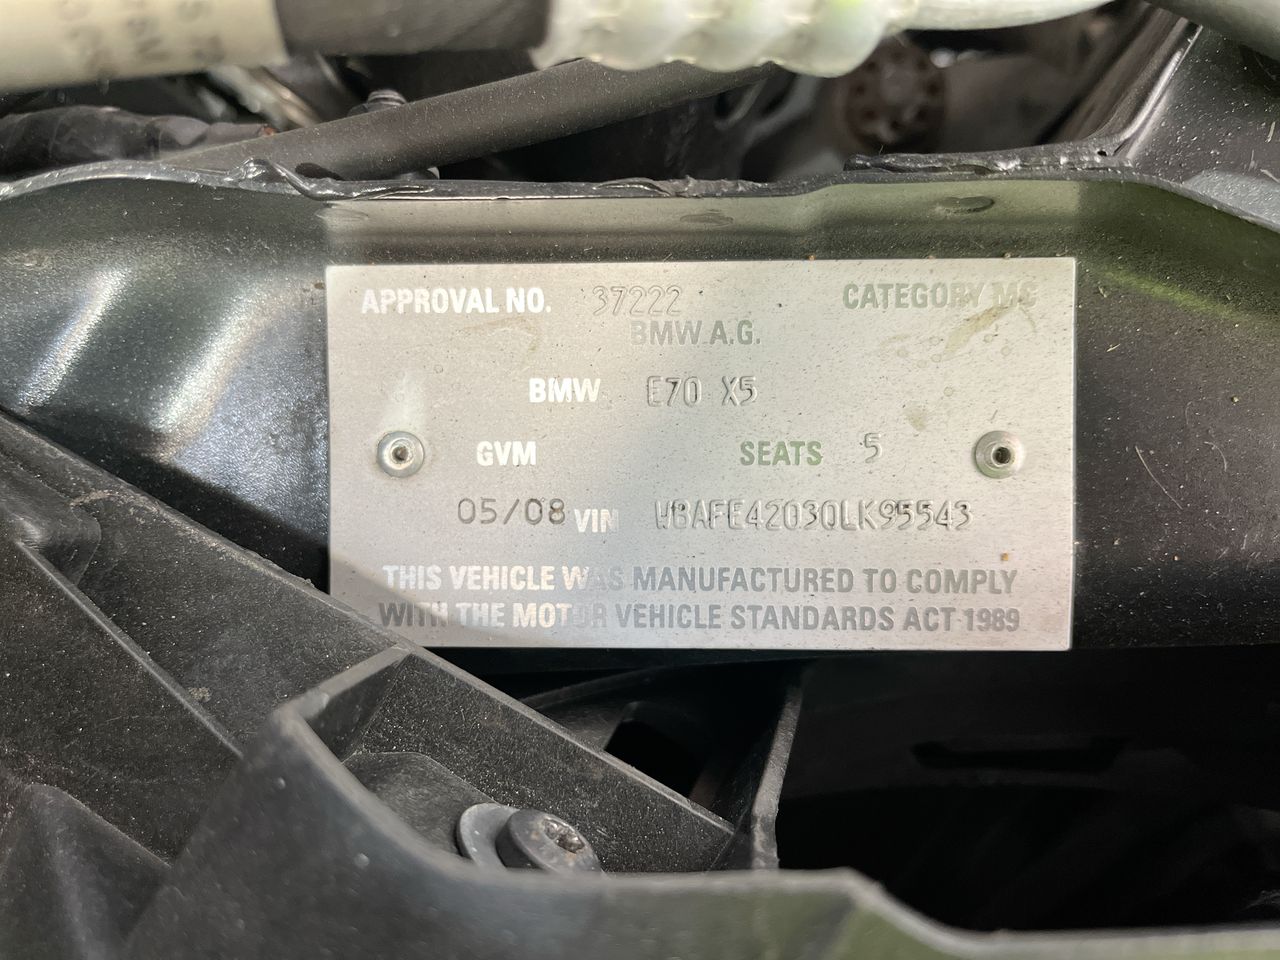 APPROVAL NO. 37222 CATEGORY MC
BMW A.G.
BMW E70 X5
GVM SEATS 5
05/08 VIN WBAFE42030LK95543
THIS VEHICLE WAS MANUFACTURED TO COMPLY
WITH THE MOTOR VEHICLE STANDARDS ACT 1989